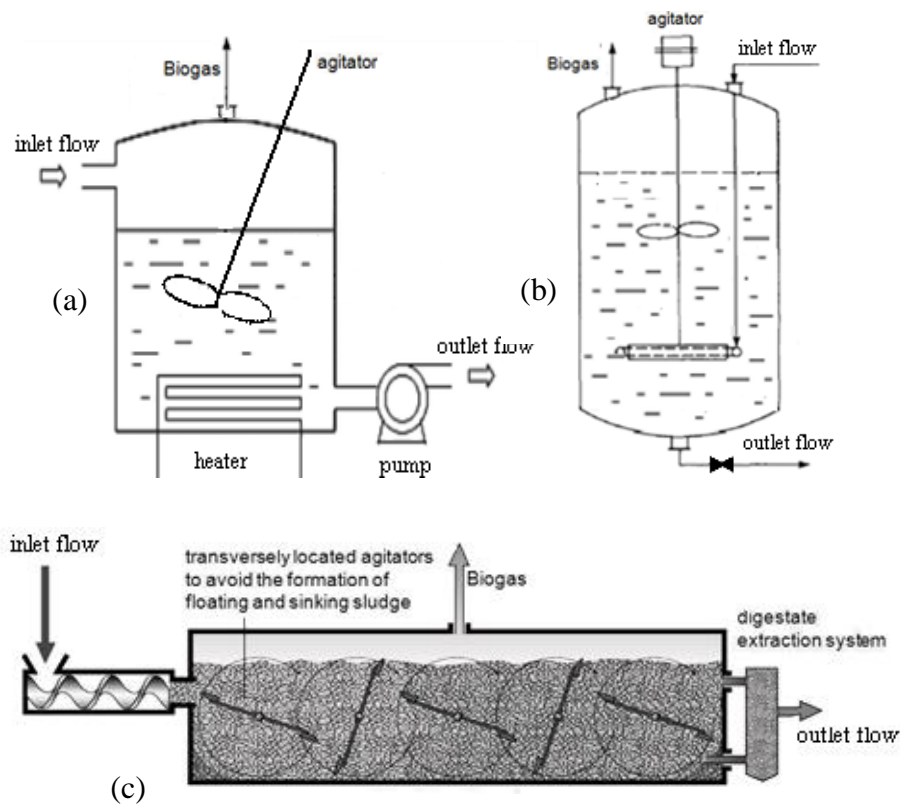 agitator
Biogas
inlet flow
(a)
outlet flow
heater
pump
agitator
Biogas
inlet flow
(b)
outlet flow
inlet flow
transversely located agitators
to avoid the formation of
floating and sinking sludge
Biogas
digestate
extraction system
outlet flow
(c)